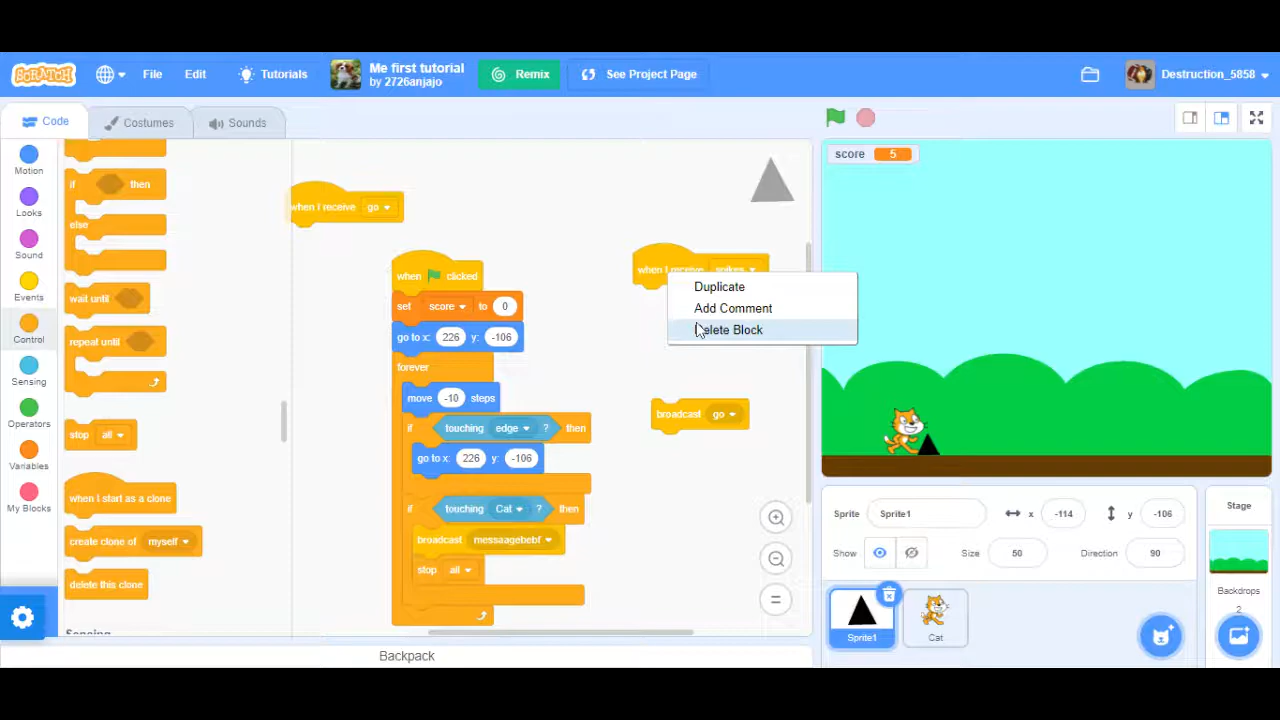 SCRATCH File Edit Tutorials Me first tutorial Remix See Project Page Destruction_5858
by 2726anjajo
Code Costumes Sounds
Motion
Looks
Sound
Events
Control
Sensing
Operators
Variables
My Blocks
if then
else
wait until
repeat until
stop all
when I start as a clone
create clone of myself
delete this clone
Sensing
when I receive go
when clicked
set score to 0
go to x: 226 y: -106
forever
move -10 steps
if touching edge ? then
go to x: 226 y: -106
if touching Cat ? then
broadcast messaagebebf
stop all
when I receive spikes
Duplicate
Add Comment
Delete Block
broadcast go
Backpack
score 5
Sprite Sprite1 x -114 y -106
Show Size 50 Direction 90
Sprite1
Cat
Stage
Backdrops
2